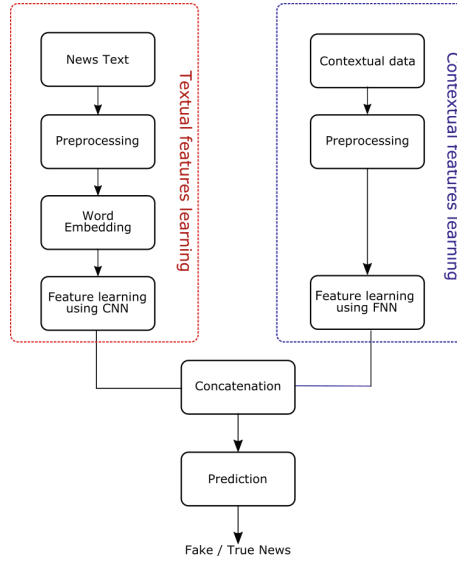 News Text
Preprocessing
Word
Embedding
Feature learning
using CNN
Textual features learning
Contextual data
Preprocessing
Feature learning
using FNN
Contextual features learning
Concatenation
Prediction
Fake / True News